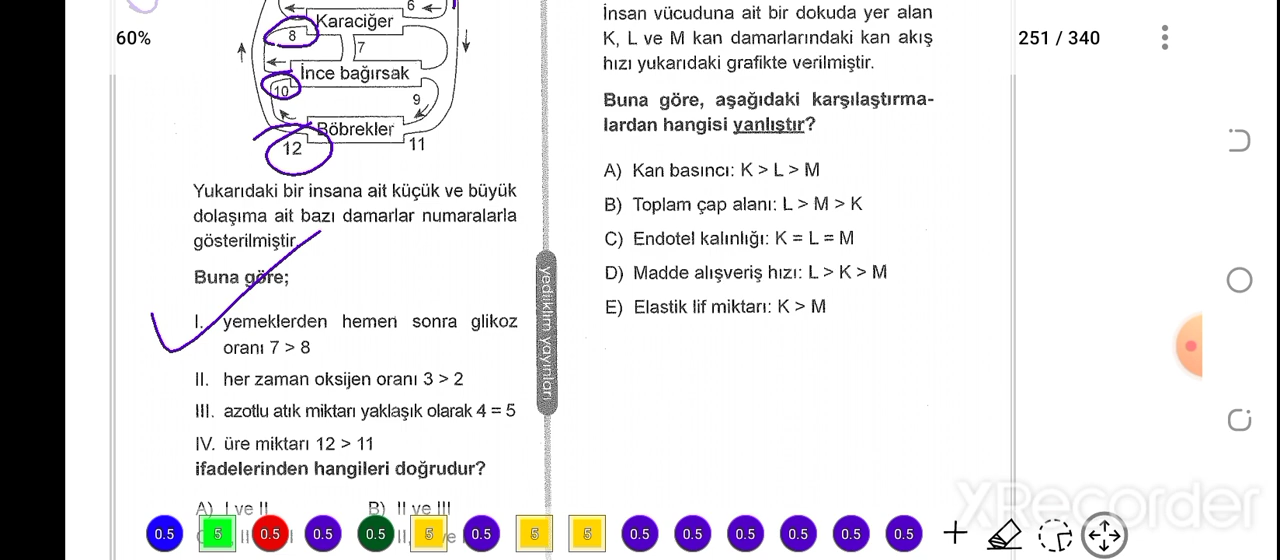 60%
6
Karaciğer
8
7
İnce bağırsak
10
9
Böbrekler
12
11
Yukarıdaki bir insana ait küçük ve büyük
dolaşıma ait bazı damarlar numaralarla
gösterilmiştir.
Buna göre;
I. yemeklerden hemen sonra glikoz
oranı 7 > 8
II. her zaman oksijen oranı 3 > 2
III. azotlu atık miktarı yaklaşık olarak 4 = 5
IV. üre miktarı 12 > 11
ifadelerinden hangileri doğrudur?
A) I ve II B) II ve III
yediiklim yayınları
İnsan vücuduna ait bir dokuda yer alan
K, L ve M kan damarlarındaki kan akış
hızı yukarıdaki grafikte verilmiştir.
Buna göre, aşağıdaki karşılaştırma-
lardan hangisi yanlıştır?
A) Kan basıncı: K > L > M
B) Toplam çap alanı: L > M > K
C) Endotel kalınlığı: K = L = M
D) Madde alışveriş hızı: L > K > M
E) Elastik lif miktarı: K > M
251 / 340
XRecorder
0.5 5 0.5 0.5 0.5 5 0.5 5 5 0.5 0.5 0.5 0.5 0.5 0.5